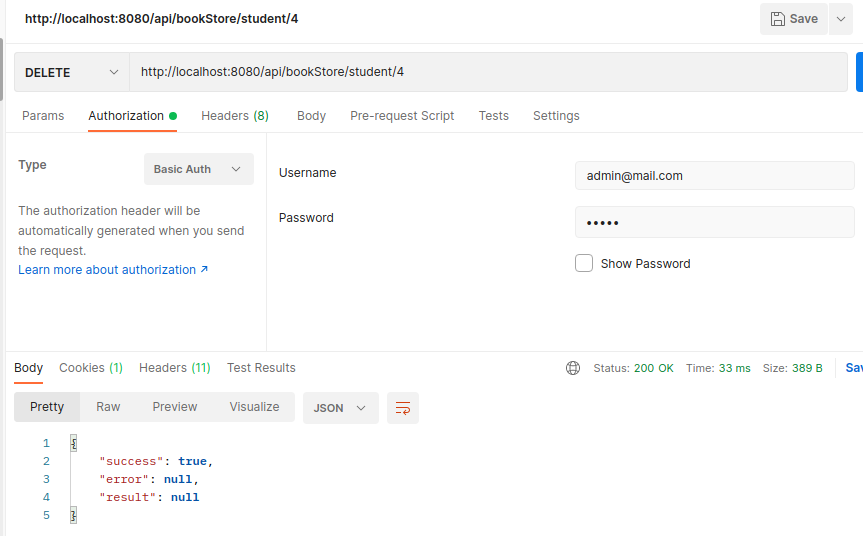 http://localhost:8080/api/bookStore/student/4
Save
DELETE http://localhost:8080/api/bookStore/student/4
Params Authorization Headers (8) Body Pre-request Script Tests Settings
Type Basic Auth
The authorization header will be
automatically generated when you send
the request.
Learn more about authorization ↗
Username admin@mail.com
Password •••••
Show Password
Body Cookies (1) Headers (11) Test Results Status: 200 OK Time: 33 ms Size: 389 B Sav
Pretty Raw Preview Visualize JSON
1 {
2 "success": true,
3 "error": null,
4 "result": null
5 }